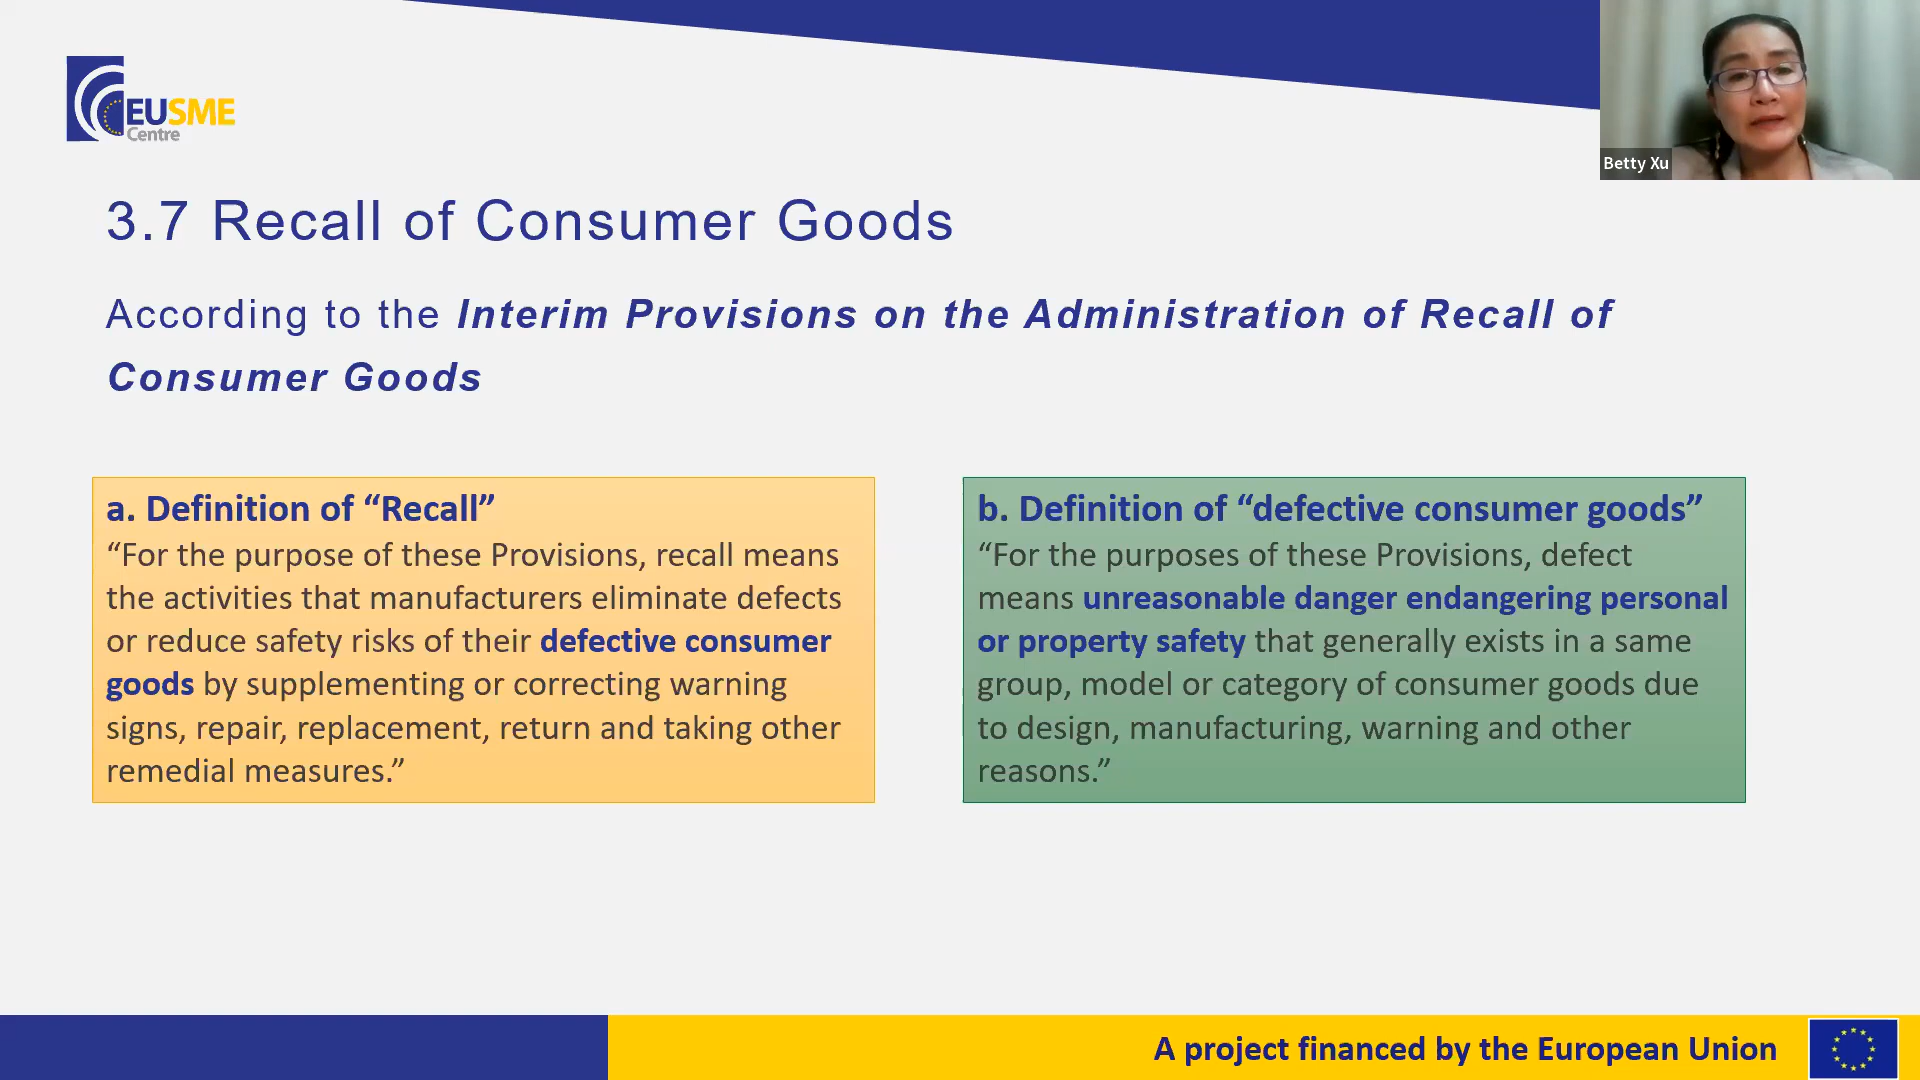 EUSME
Centre
Betty Xu
3.7 Recall of Consumer Goods
According to the Interim Provisions on the Administration of Recall of
Consumer Goods
a. Definition of “Recall”
“For the purpose of these Provisions, recall means
the activities that manufacturers eliminate defects
or reduce safety risks of their defective consumer
goods by supplementing or correcting warning
signs, repair, replacement, return and taking other
remedial measures.”
b. Definition of “defective consumer goods”
“For the purposes of these Provisions, defect
means unreasonable danger endangering personal
or property safety that generally exists in a same
group, model or category of consumer goods due
to design, manufacturing, warning and other
reasons.”
A project financed by the European Union